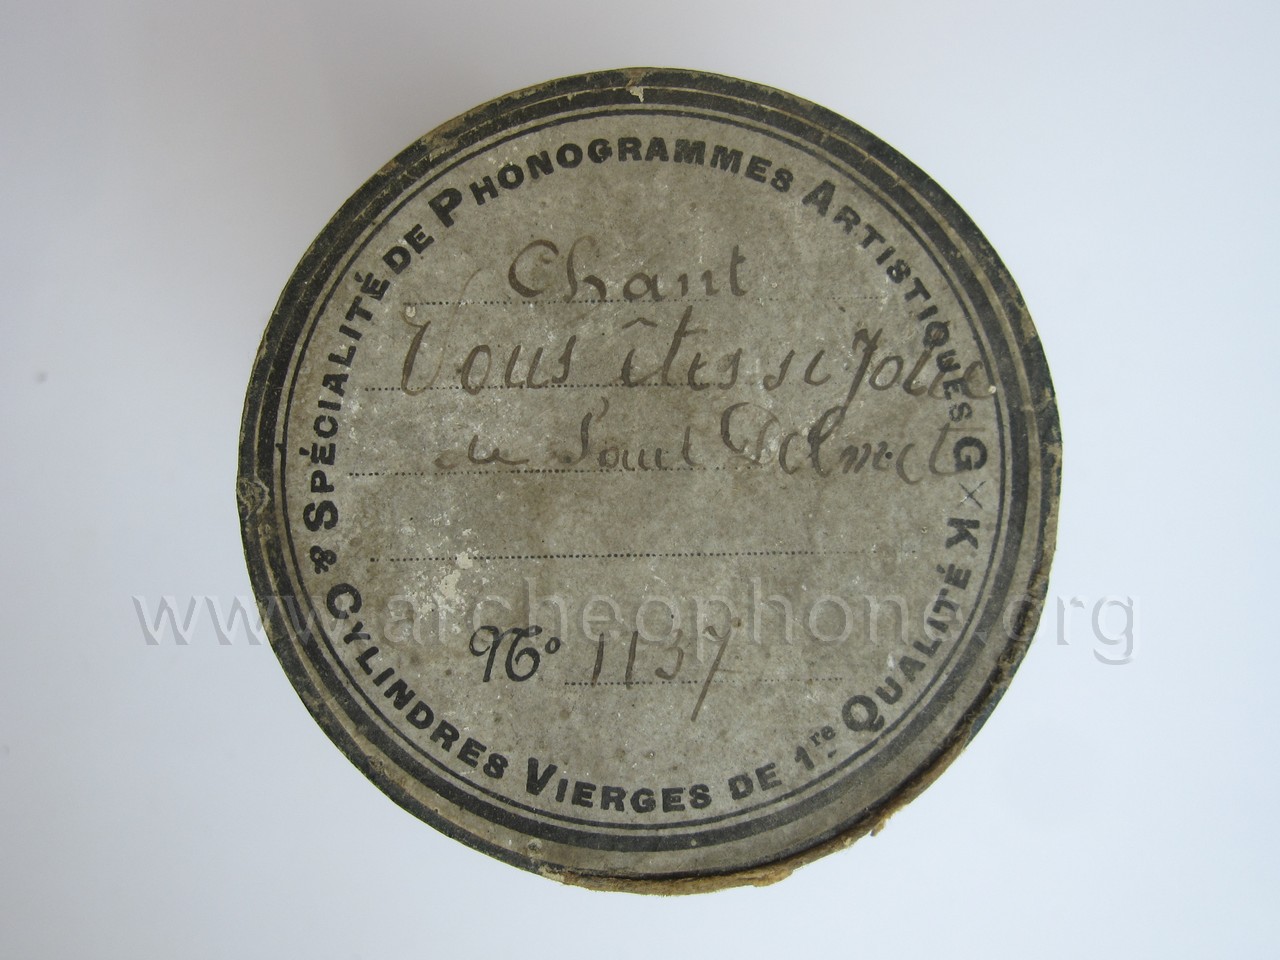 SPÉCIALITÉ DE PHONOGRAMMES ARTISTIQUES G K
Chant
Vous êtes si Jolie
de Paul Delmet
No 1137
& CYLINDRES VIERGES DE 1re QUALITÉ
www.archeophone.org